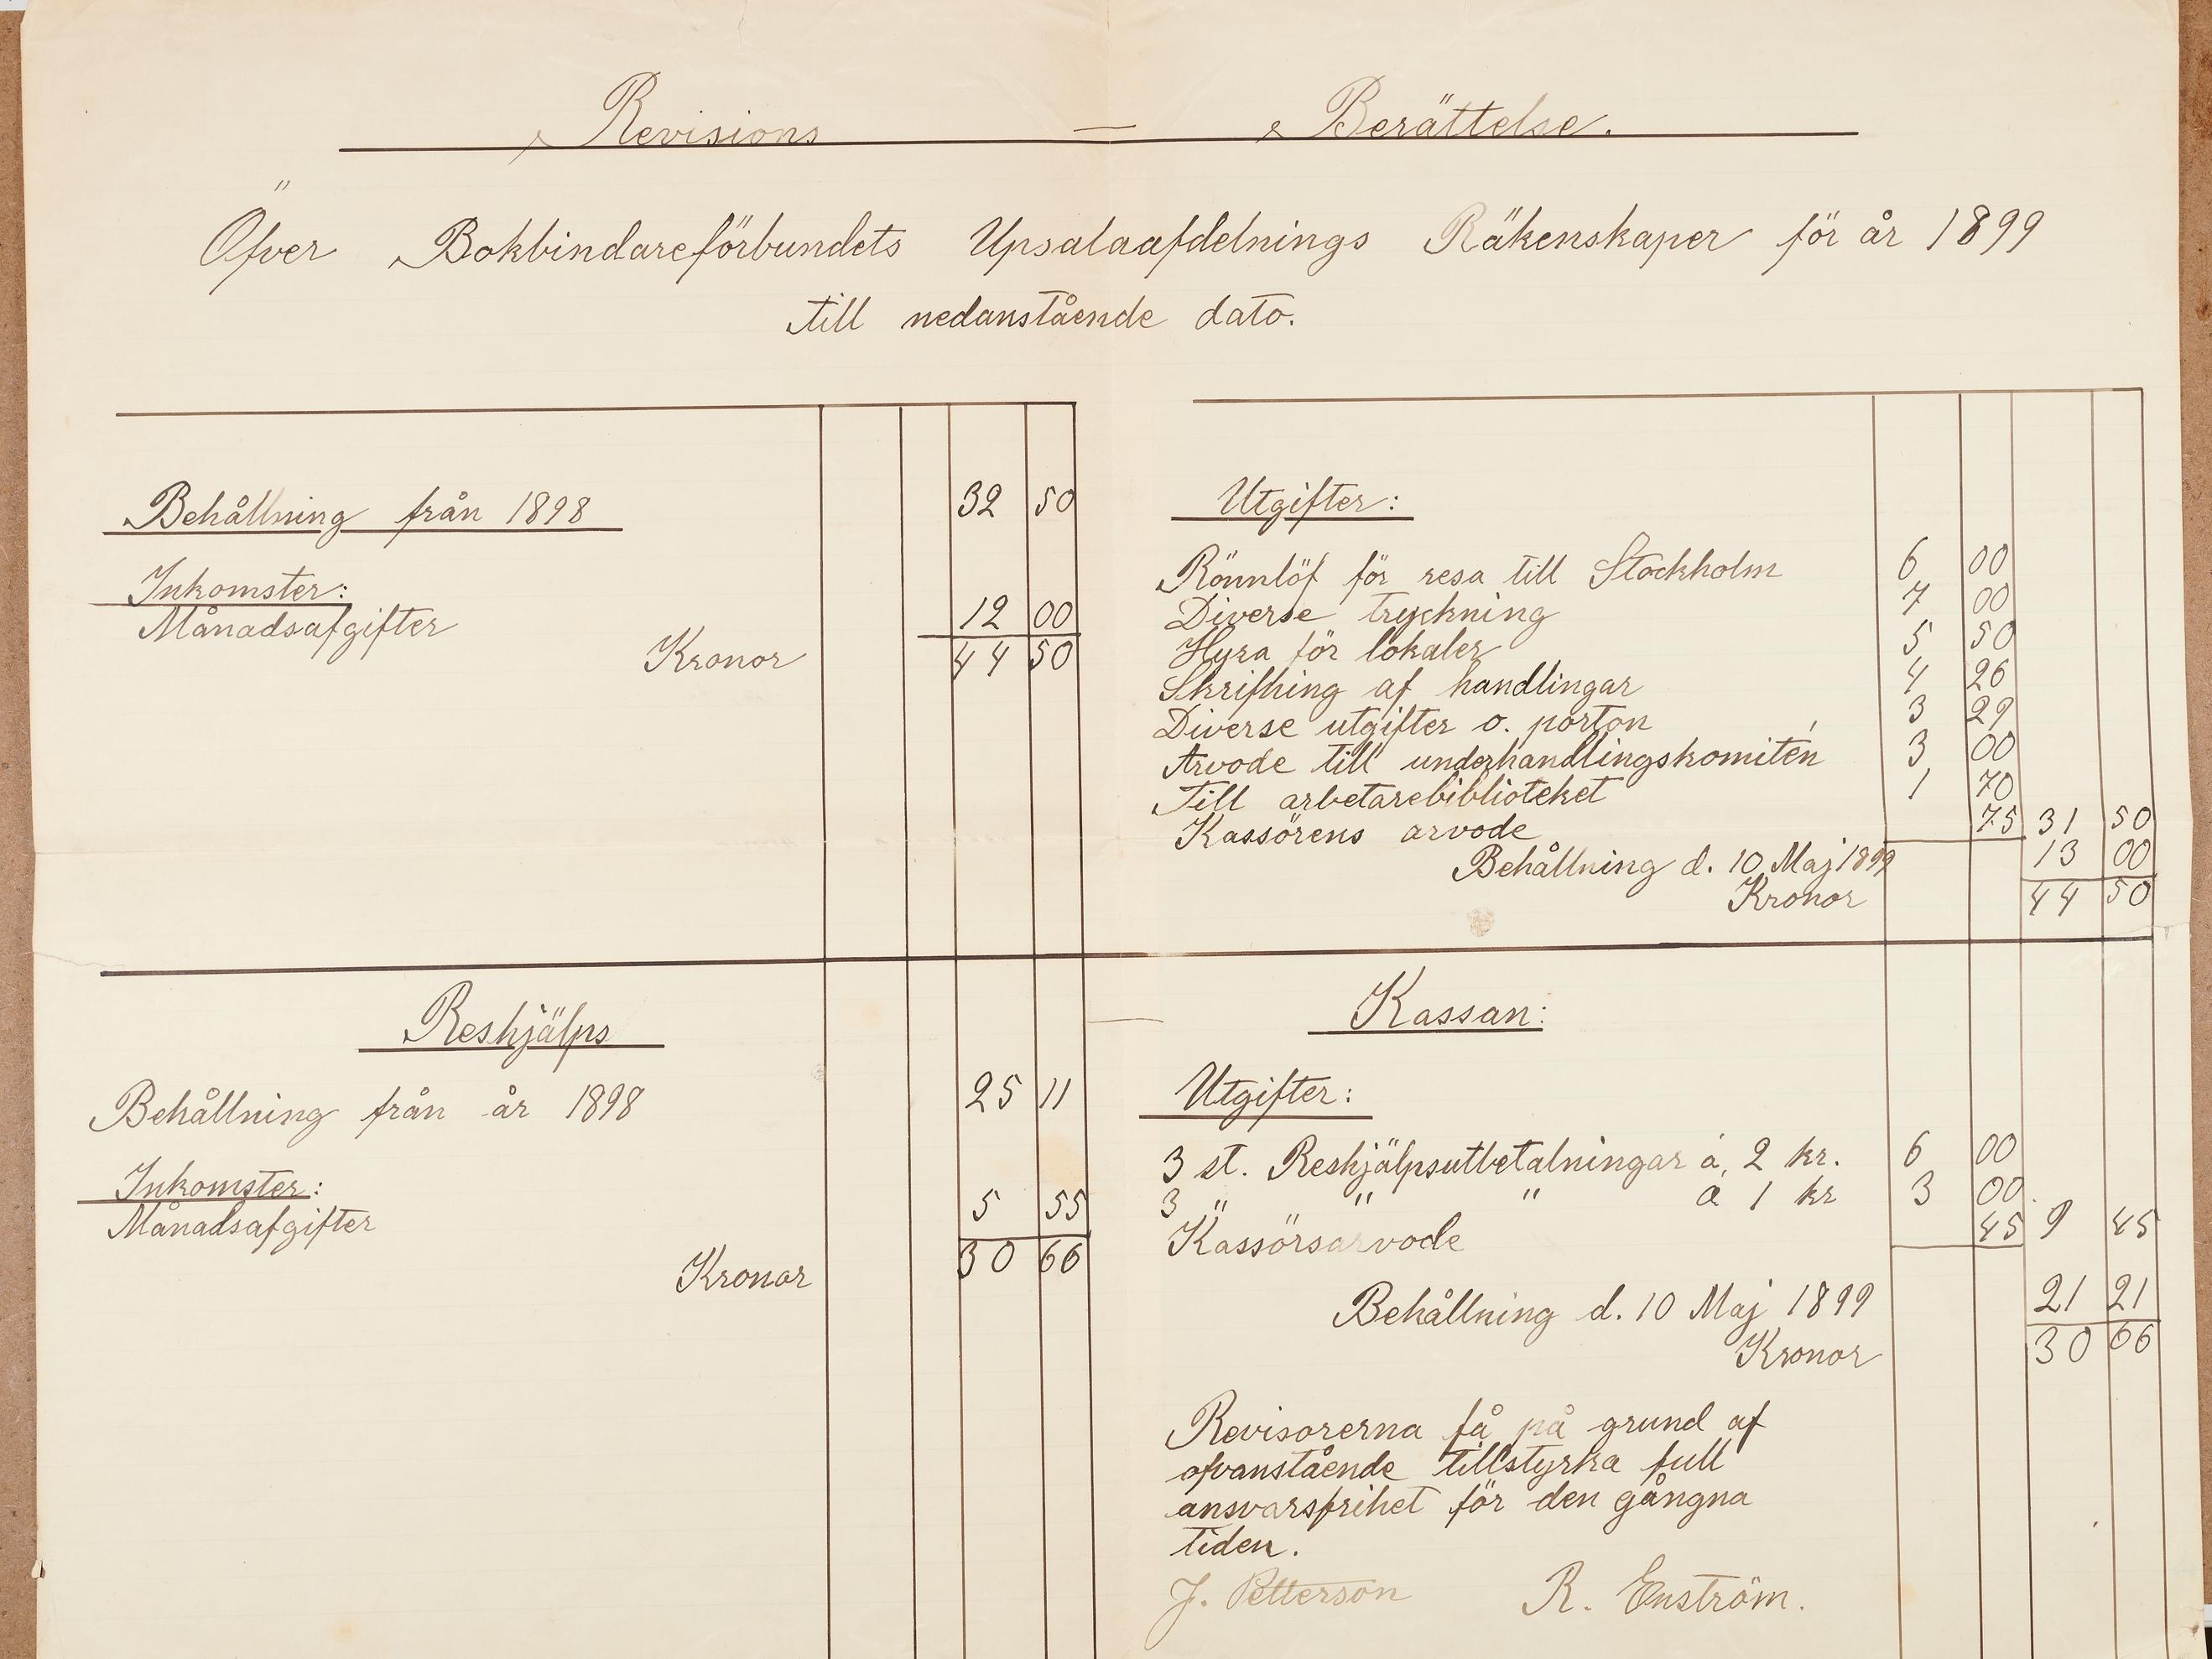 Revisions — Berättelse.
Öfver Bokbindareförbundets Upsalaafdelnings Räkenskaper för år 1899
till nedanstående dato.
Behållning från 1898 32 50
Inkomster:
Månadsafgifter 12 00
Kronor 44 50
Utgifter:
Rönnlöf för resa till Stockholm 6 00
Diverse tryckning 7 00
Hyra för lokaler 5 50
Skrifning af handlingar 4 26
Diverse utgifter o. porton 3 29
Arvode till underhandlingskomitén 3 00
Till arbetarebiblioteket 1 70
Kassörens arvode 75 31 50
Behållning d. 10 Maj 1899 13 00
Kronor 44 50
Reshjälps — Kassan:
Behållning från år 1898 25 11
Inkomster:
Månadsafgifter 5 55
Kronor 30 66
Utgifter:
3 st. Reshjälpsutbetalningar á 2 kr. 6 00
3 " " " á 1 kr 3 00
Kassörsarvode 45 9 45
Behållning d. 10 Maj 1899 21 21
Kronor 30 66
Revisorerna få på grund af
ofvanstående tillstyrka full
ansvarsfrihet för den gångna
tiden.
J. Petterson R. Enström.